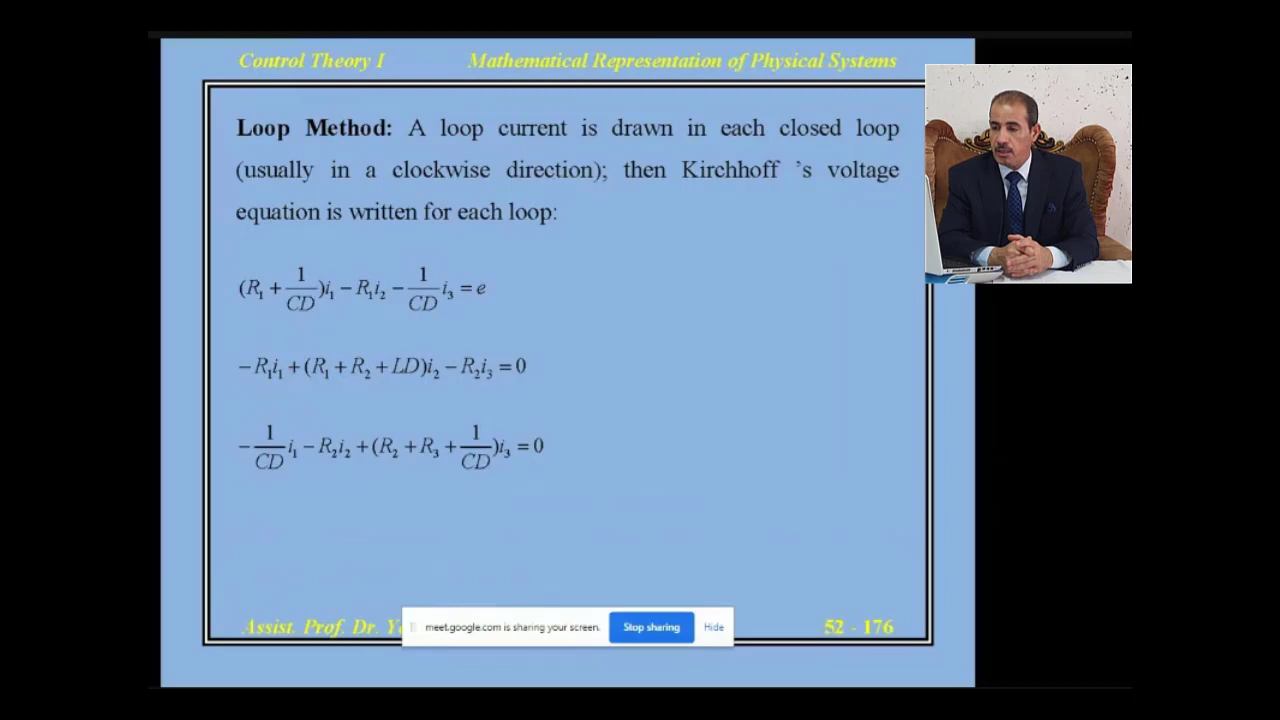 Control Theory I Mathematical Representation of Physical Systems
Loop Method: A loop current is drawn in each closed loop
(usually in a clockwise direction); then Kirchhoff ’s voltage
equation is written for each loop:
(R₁ + 1/CD)i₁ − R₁i₂ − 1/CD i₃ = e
−R₁i₁ + (R₁ + R₂ + LD)i₂ − R₂i₃ = 0
−1/CD i₁ − R₂i₂ + (R₂ + R₃ + 1/CD)i₃ = 0
Assist. Prof. Dr. 52 - 176
meet.google.com is sharing your screen. Stop sharing Hide